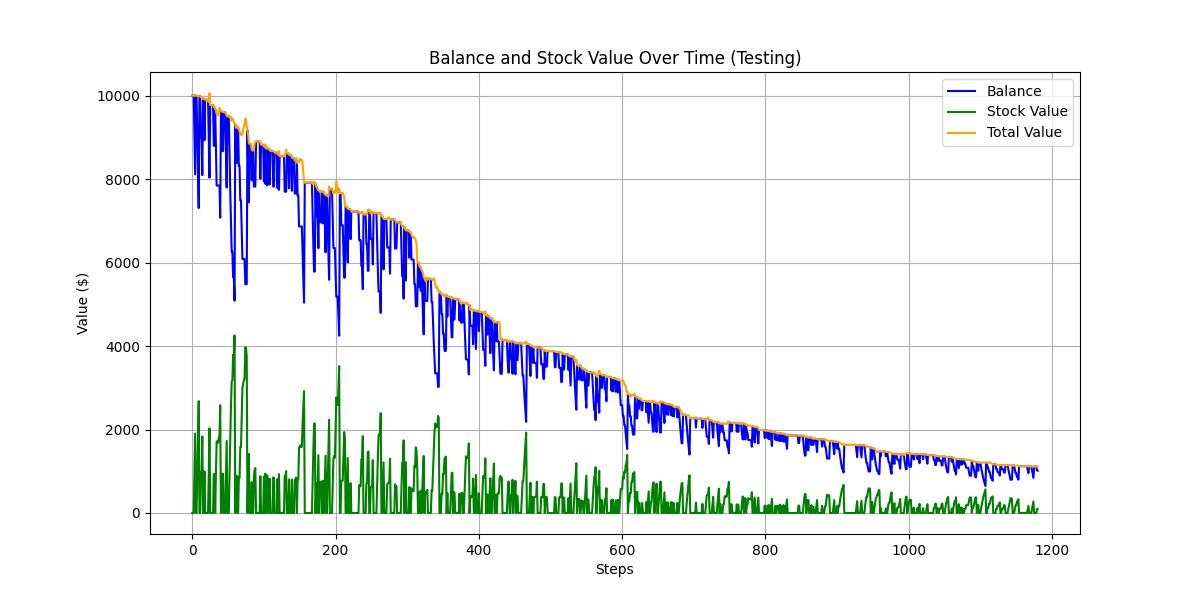 Balance and Stock Value Over Time (Testing)
Balance
Stock Value
Total Value
Value ($)
10000
8000
6000
4000
2000
0
0 200 400 600 800 1000 1200
Steps